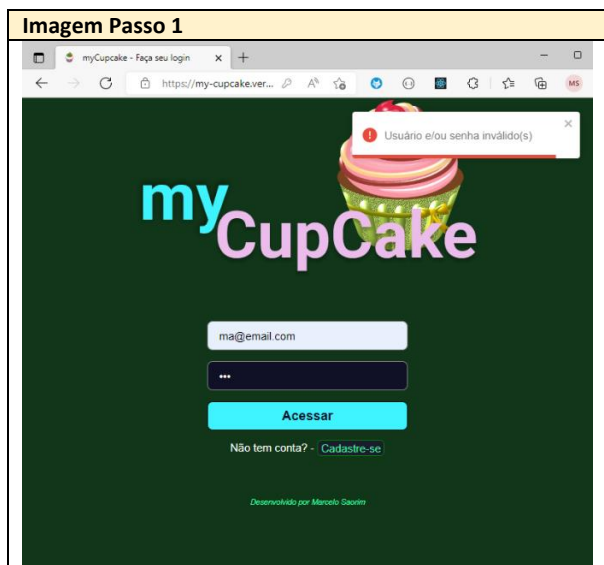 Imagem Passo 1
myCupcake - Faça seu login
https://my-cupcake.ver...
MS
Usuário e/ou senha inválido(s)
my
CupCake
ma@email.com
•••
Acessar
Não tem conta? - Cadastre-se
Desenvolvido por Marcelo Saorim